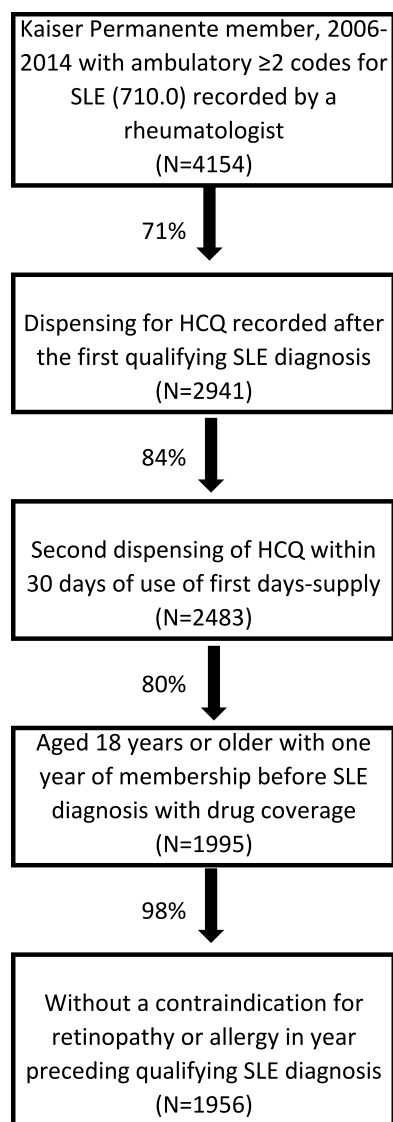 Kaiser Permanente member, 2006-
2014 with ambulatory ≥2 codes for
SLE (710.0) recorded by a
rheumatologist
(N=4154)
71%
Dispensing for HCQ recorded after
the first qualifying SLE diagnosis
(N=2941)
84%
Second dispensing of HCQ within
30 days of use of first days-supply
(N=2483)
80%
Aged 18 years or older with one
year of membership before SLE
diagnosis with drug coverage
(N=1995)
98%
Without a contraindication for
retinopathy or allergy in year
preceding qualifying SLE diagnosis
(N=1956)